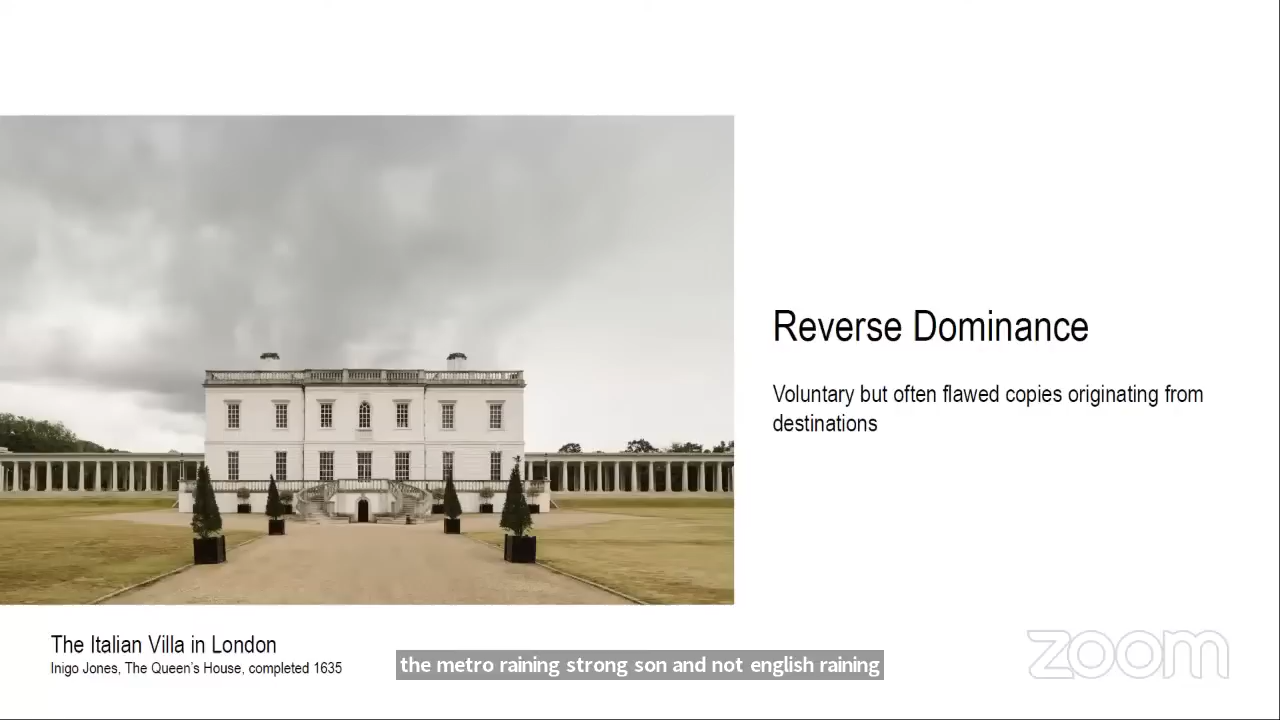 Reverse Dominance
Voluntary but often flawed copies originating from
destinations
The Italian Villa in London
Inigo Jones, The Queen's House, completed 1635
the metro raining strong son and not english raining
zoom